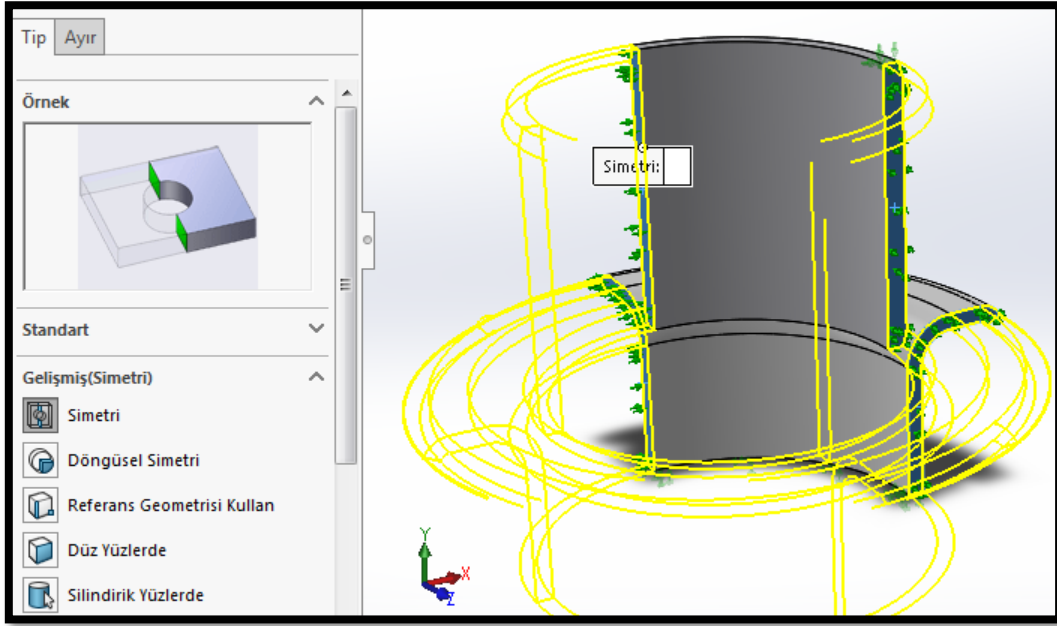 Tip Ayır
Örnek
Simetri:
Standart
Gelişmiş(Simetri)
Simetri
Döngüsel Simetri
Referans Geometrisi Kullan
Düz Yüzlerde
Silindirik Yüzlerde
Y
X
Z